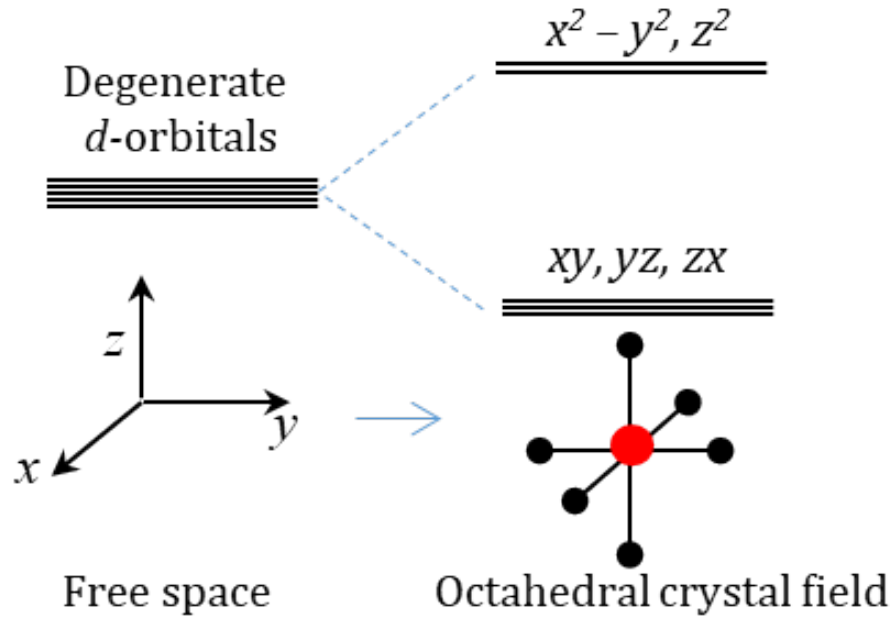 x² – y², z²
Degenerate
d-orbitals
xy, yz, zx
z
y
x
Free space
Octahedral crystal field